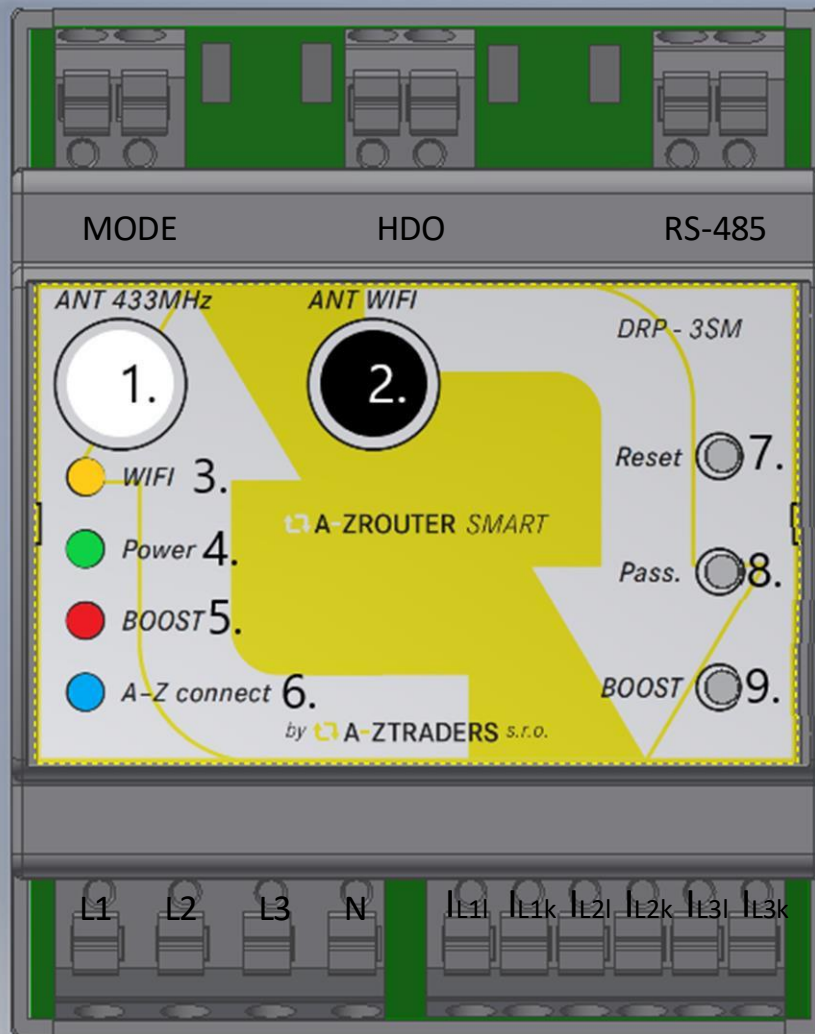 MODE HDO RS-485
ANT 433MHz ANT WIFI
DRP - 3SM
1. 2.
Reset 7.
WIFI 3.
A-ZROUTER SMART
Power 4.
Pass. 8.
BOOST 5.
BOOST 9.
A-Z connect 6.
by A-ZTRADERS s.r.o.
L1 L2 L3 N IL1l IL1k IL2l IL2k IL3l IL3k